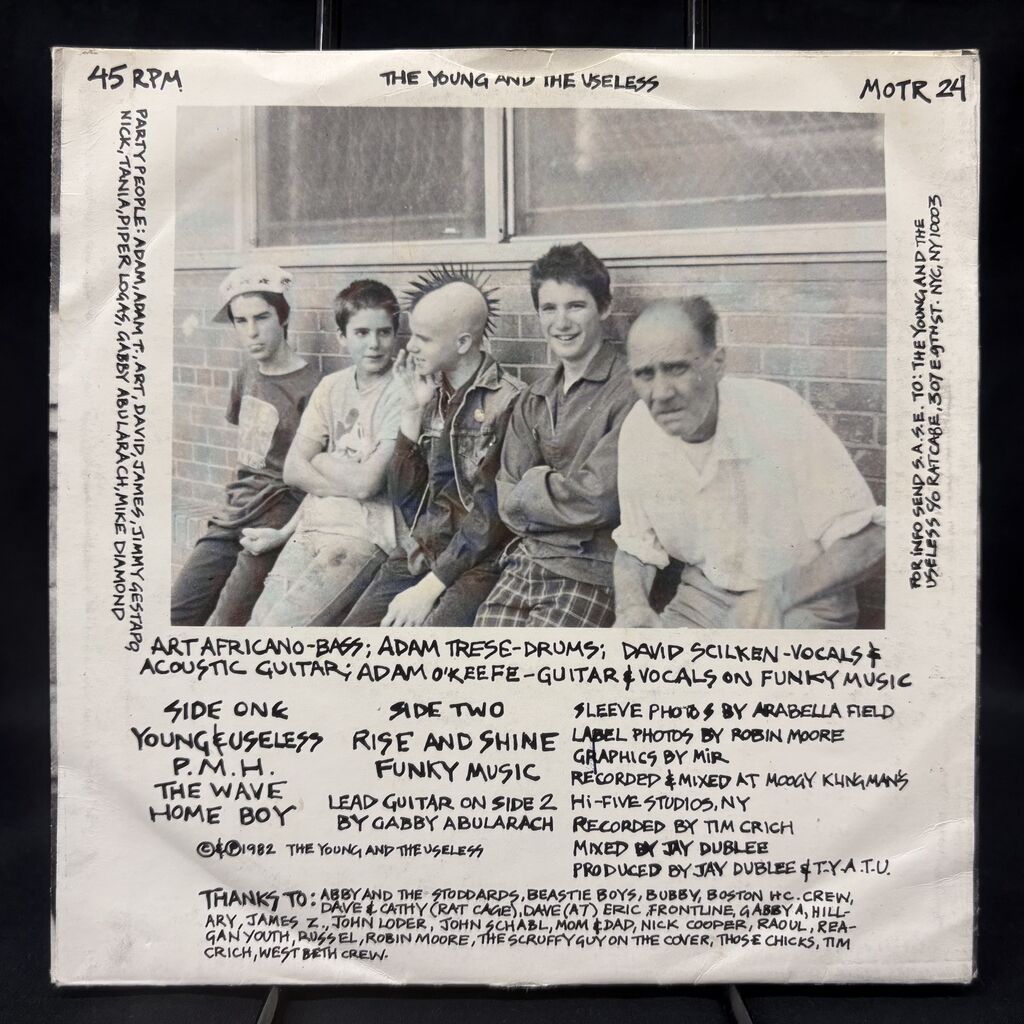 45 RPM
THE YOUNG AND THE USELESS
MOTR 24
PARTY PEOPLE: ADAM, ADAM T., ART, DAVID, JAMES, JIMMY GESTAPO,
NICK, TANIA, PIPER LOGAS, GABBY ABULARACH, MIKE DIAMOND
FOR INFO SEND S.A.S.E. TO: THE YOUNG AND THE
USELESS % RATCAGE, 307 E 9TH ST. NYC, NY 10003
ART AFRICANO-BASS; ADAM TRESE-DRUMS; DAVID SCILKEN-VOCALS &
ACOUSTIC GUITAR; ADAM O'KEEFE-GUITAR & VOCALS ON FUNKY MUSIC
SIDE ONE
YOUNG & USELESS
P.M.H.
THE WAVE
HOME BOY
SIDE TWO
RISE AND SHINE
FUNKY MUSIC
LEAD GUITAR ON SIDE 2
BY GABBY ABULARACH
SLEEVE PHOTOS BY ARABELLA FIELD
LABEL PHOTOS BY ROBIN MOORE
GRAPHICS BY MIR
RECORDED & MIXED AT MOOGY KLINGMAN'S
HI-FIVE STUDIOS, NY
RECORDED BY TIM CRICH
MIXED BY JAY DUBLEE
PRODUCED BY JAY DUBLEE & T.Y.A.T.U.
©&℗1982 THE YOUNG AND THE USELESS
THANKS TO: ABBY AND THE STODDARDS, BEASTIE BOYS, BUBBY, BOSTON H.C. CREW,
DAVE & CATHY (RAT CAGE), DAVE (AT) ERIC, FRONTLINE, GABBY A, HILL-
ARY, JAMES Z., JOHN LODER, JOHN SCHABL, MOM & DAD, NICK COOPER, RAOUL, REA-
GAN YOUTH, RUSSEL, ROBIN MOORE, THE SCRUFFY GUY ON THE COVER, THOSE CHICKS, TIM
CRICH, WEST BETH CREW.